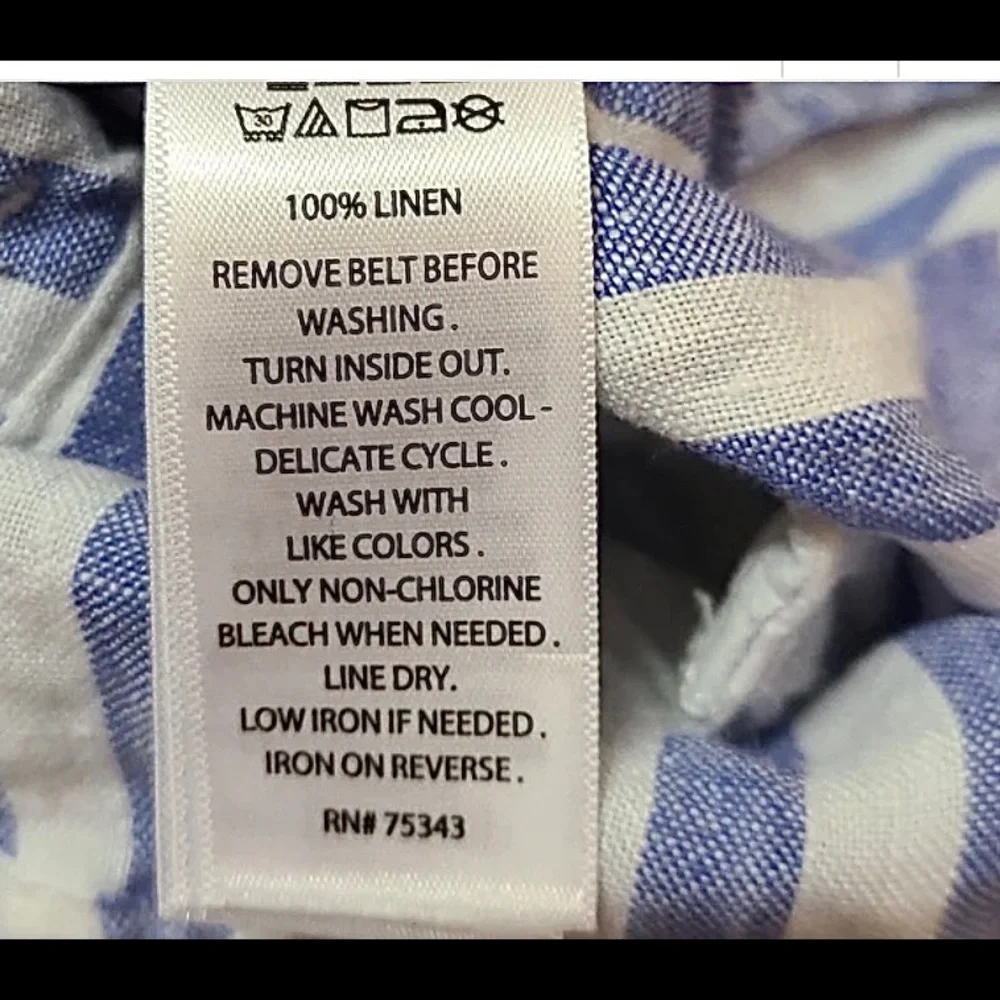 30
100% LINEN
REMOVE BELT BEFORE
WASHING.
TURN INSIDE OUT.
MACHINE WASH COOL -
DELICATE CYCLE.
WASH WITH
LIKE COLORS.
ONLY NON-CHLORINE
BLEACH WHEN NEEDED.
LINE DRY.
LOW IRON IF NEEDED.
IRON ON REVERSE.
RN# 75343